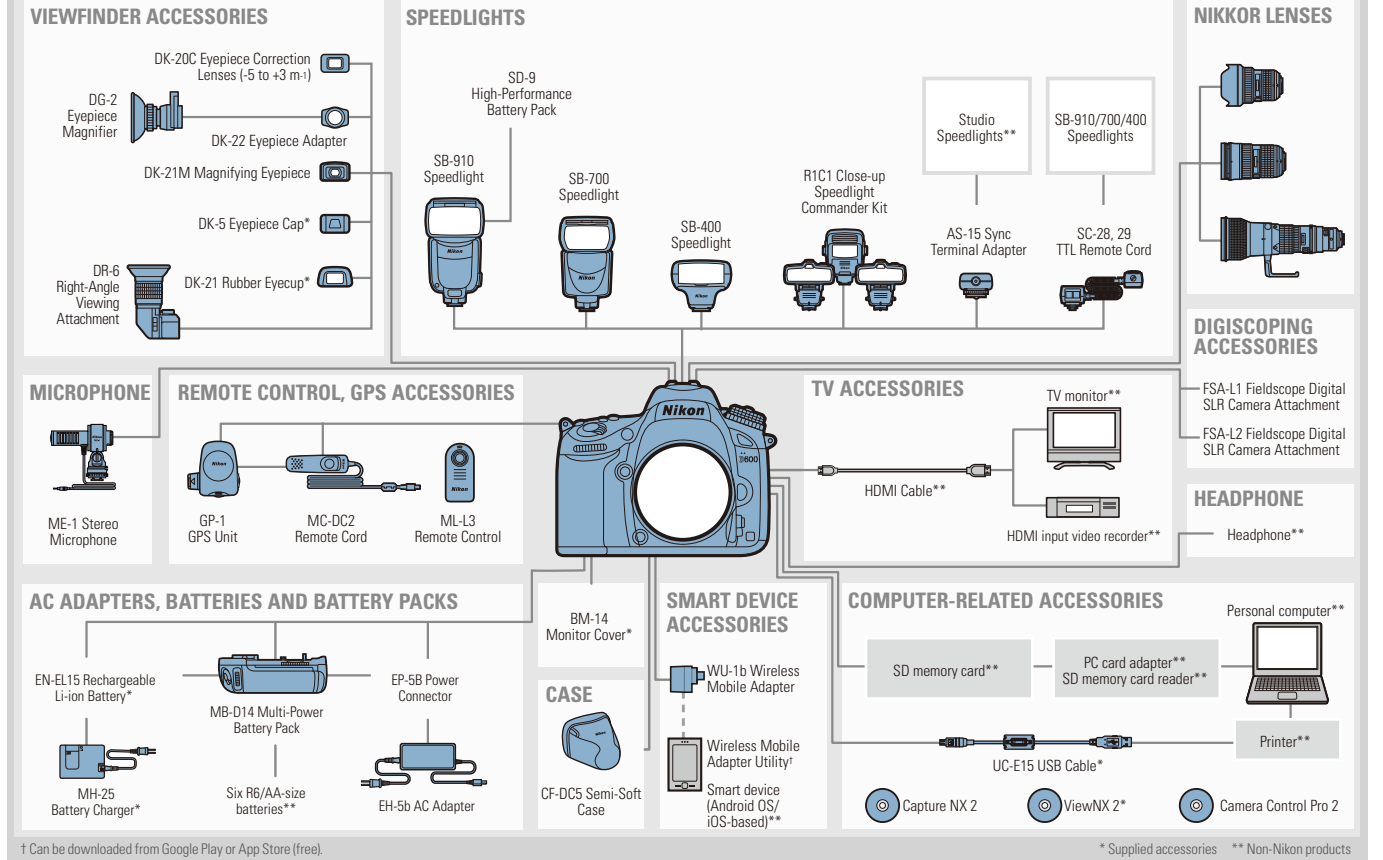 VIEWFINDER ACCESSORIES
DK-20C Eyepiece Correction
Lenses (-5 to +3 m-1)
DG-2
Eyepiece
Magnifier
DK-22 Eyepiece Adapter
DK-21M Magnifying Eyepiece
DK-5 Eyepiece Cap*
DR-6
Right-Angle
Viewing
Attachment
DK-21 Rubber Eyecup*
SPEEDLIGHTS
SD-9
High-Performance
Battery Pack
SB-910
Speedlight
Nikon
SB-700
Speedlight
Nikon
SB-400
Speedlight
Nikon
R1C1 Close-up
Speedlight
Commander Kit
Studio
Speedlights**
AS-15 Sync
Terminal Adapter
SB-910/700/400
Speedlights
SC-28, 29
TTL Remote Cord
NIKKOR LENSES
DIGISCOPING
ACCESSORIES
FSA-L1 Fieldscope Digital
SLR Camera Attachment
FSA-L2 Fieldscope Digital
SLR Camera Attachment
MICROPHONE
ME-1 Stereo
Microphone
REMOTE CONTROL, GPS ACCESSORIES
Nikon
GP-1
GPS Unit
MC-DC2
Remote Cord
Nikon
ML-L3
Remote Control
Nikon
D600
TV ACCESSORIES
TV monitor**
HDMI Cable**
HDMI input video recorder**
HEADPHONE
Headphone**
AC ADAPTERS, BATTERIES AND BATTERY PACKS
EN-EL15 Rechargeable
Li-ion Battery*
MB-D14 Multi-Power
Battery Pack
EP-5B Power
Connector
MH-25
Battery Charger*
Six R6/AA-size
batteries**
EH-5b AC Adapter
BM-14
Monitor Cover*
CASE
Nikon
CF-DC5 Semi-Soft
Case
SMART DEVICE
ACCESSORIES
WU-1b Wireless
Mobile Adapter
Wireless Mobile
Adapter Utility†
Smart device
(Android OS/
iOS-based)**
COMPUTER-RELATED ACCESSORIES
Personal computer**
SD memory card**
PC card adapter**
SD memory card reader**
Printer**
UC-E15 USB Cable*
Capture NX 2
ViewNX 2*
Camera Control Pro 2
† Can be downloaded from Google Play or App Store (free).
* Supplied accessories ** Non-Nikon products